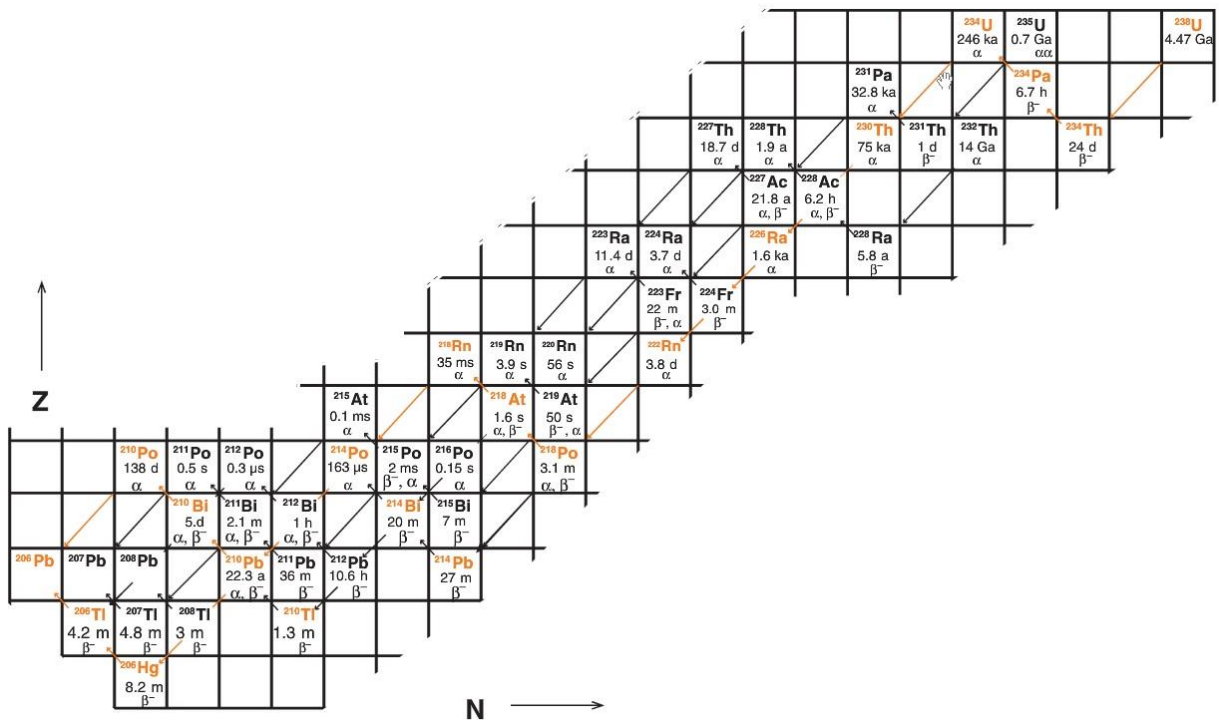 ²³⁴U ²³⁵U ²³⁸U
246 ka 0.7 Ga 4.47 Ga
α αα
²³¹Pa ²³⁴Pa
32.8 ka 6.7 h
α β⁻
²²⁷Th ²²⁸Th ²³⁰Th ²³¹Th ²³²Th ²³⁴Th
18.7 d 1.9 a 75 ka 1 d 14 Ga 24 d
α α α β⁻ α β⁻
²²⁷Ac ²²⁸Ac
21.8 a 6.2 h
α, β⁻ α, β⁻
²²³Ra ²²⁴Ra ²²⁶Ra ²²⁸Ra
11.4 d 3.7 d 1.6 ka 5.8 a
α α α β⁻
²²³Fr ²²⁴Fr
22 m 3.0 m
β⁻, α β⁻
²¹⁸Rn ²¹⁹Rn ²²⁰Rn ²²²Rn
35 ms 3.9 s 56 s 3.8 d
α α α α
Z
²¹⁵At ²¹⁸At ²¹⁹At
0.1 ms 1.6 s 50 s
α α, β⁻ β⁻, α
²¹⁰Po ²¹¹Po ²¹²Po ²¹⁴Po ²¹⁵Po ²¹⁶Po ²¹⁸Po
138 d 0.5 s 0.3 µs 163 µs 2 ms 0.15 s 3.1 m
α α α α β⁻, α α α, β⁻
²¹⁰Bi ²¹¹Bi ²¹²Bi ²¹⁴Bi ²¹⁵Bi
5.d 2.1 m 1 h 20 m 7 m
α, β⁻ α, β⁻ α, β⁻ β⁻ β⁻
²⁰⁶Pb ²⁰⁷Pb ²⁰⁸Pb ²¹⁰Pb ²¹¹Pb ²¹²Pb ²¹⁴Pb
22.3 a 36 m 10.6 h 27 m
α, β⁻ β⁻ β⁻ β⁻
²⁰⁶Tl ²⁰⁷Tl ²⁰⁸Tl ²¹⁰Tl
4.2 m 4.8 m 3 m 1.3 m
β⁻ β⁻ β⁻ β⁻
²⁰⁶Hg
8.2 m
β⁻
N